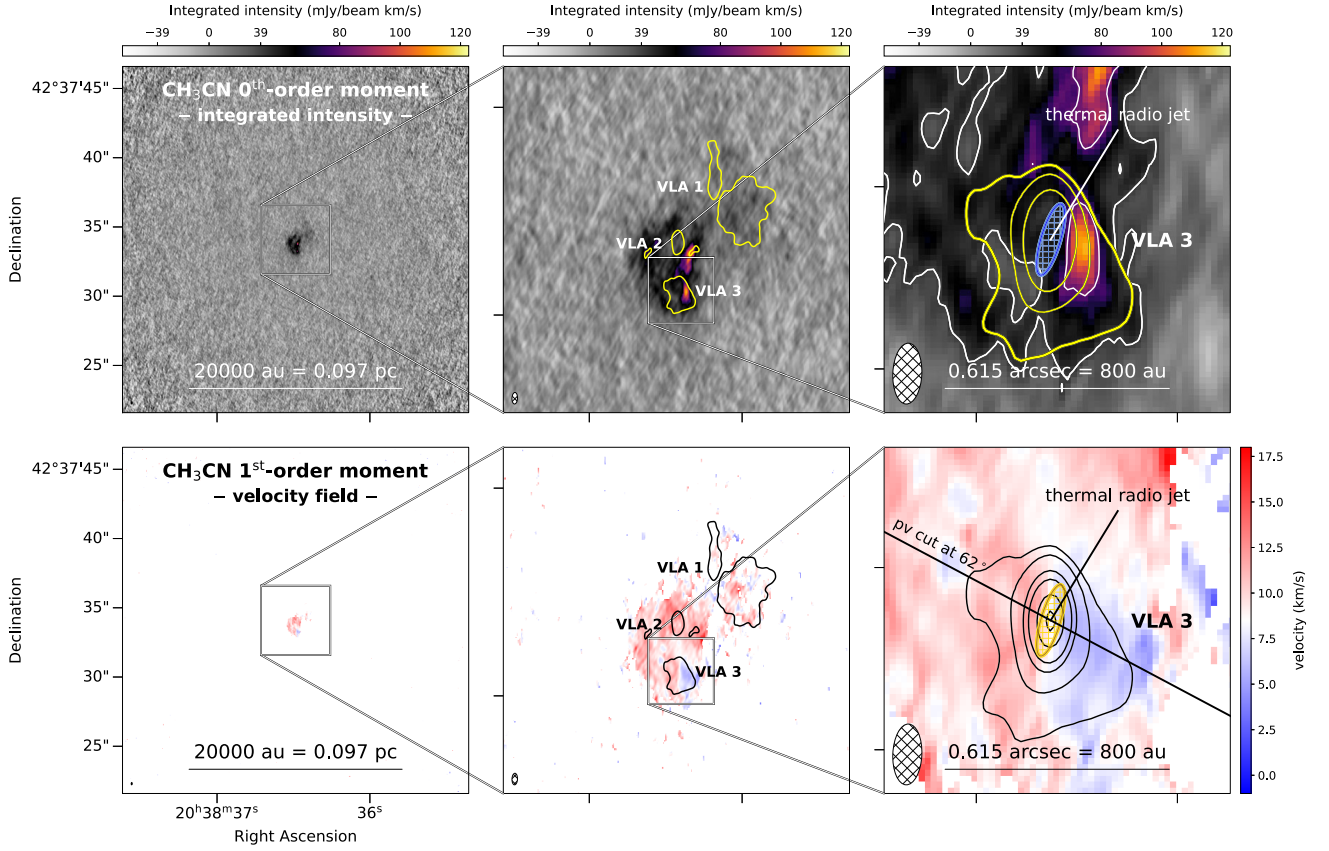 Integrated intensity (mJy/beam km/s)
−39 0 39 80 100 120
Integrated intensity (mJy/beam km/s)
−39 0 39 80 100 120
Integrated intensity (mJy/beam km/s)
−39 0 39 80 100 120
Declination
42°37'45"
40"
35"
30"
25"
CH₃CN 0ᵗʰ-order moment
− integrated intensity −
20000 au = 0.097 pc
VLA 1
VLA 2
VLA 3
thermal radio jet
VLA 3
0.615 arcsec = 800 au
Declination
42°37'45"
40"
35"
30"
25"
CH₃CN 1ˢᵗ-order moment
− velocity field −
20000 au = 0.097 pc
20ʰ38ᵐ37ˢ 36ˢ
Right Ascension
VLA 1
VLA 2
VLA 3
thermal radio jet
pv cut at 62°
VLA 3
0.615 arcsec = 800 au
17.5
15.0
12.5
10.0
7.5
5.0
2.5
0.0
velocity (km/s)